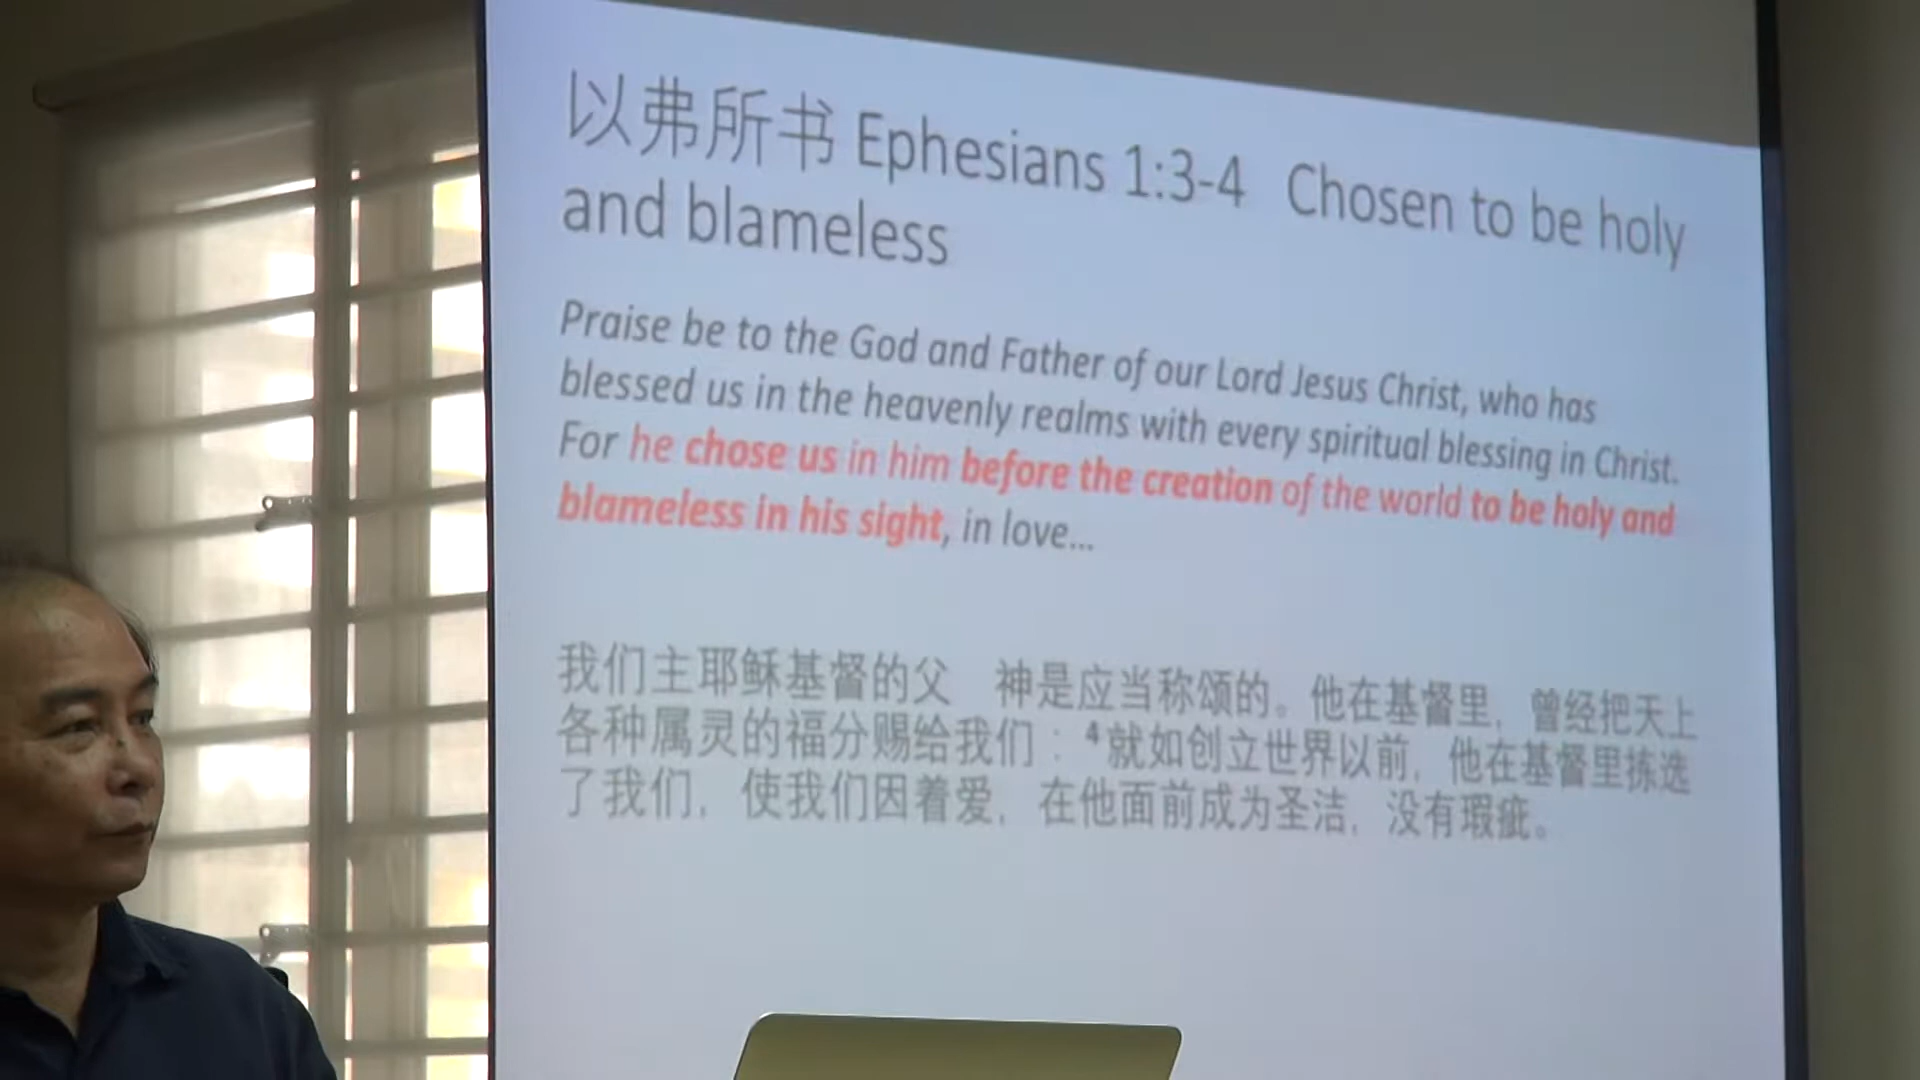 以弗所书 Ephesians 1:3-4 Chosen to be holy
and blameless
Praise be to the God and Father of our Lord Jesus Christ, who has
blessed us in the heavenly realms with every spiritual blessing in Christ.
For he chose us in him before the creation of the world to be holy and
blameless in his sight, in love...
我们主耶稣基督的父　神是应当称颂的。他在基督里，曾经把天上
各种属灵的福分赐给我们：⁴就如创立世界以前，他在基督里拣选
了我们，使我们因着爱，在他面前成为圣洁，没有瑕疵。